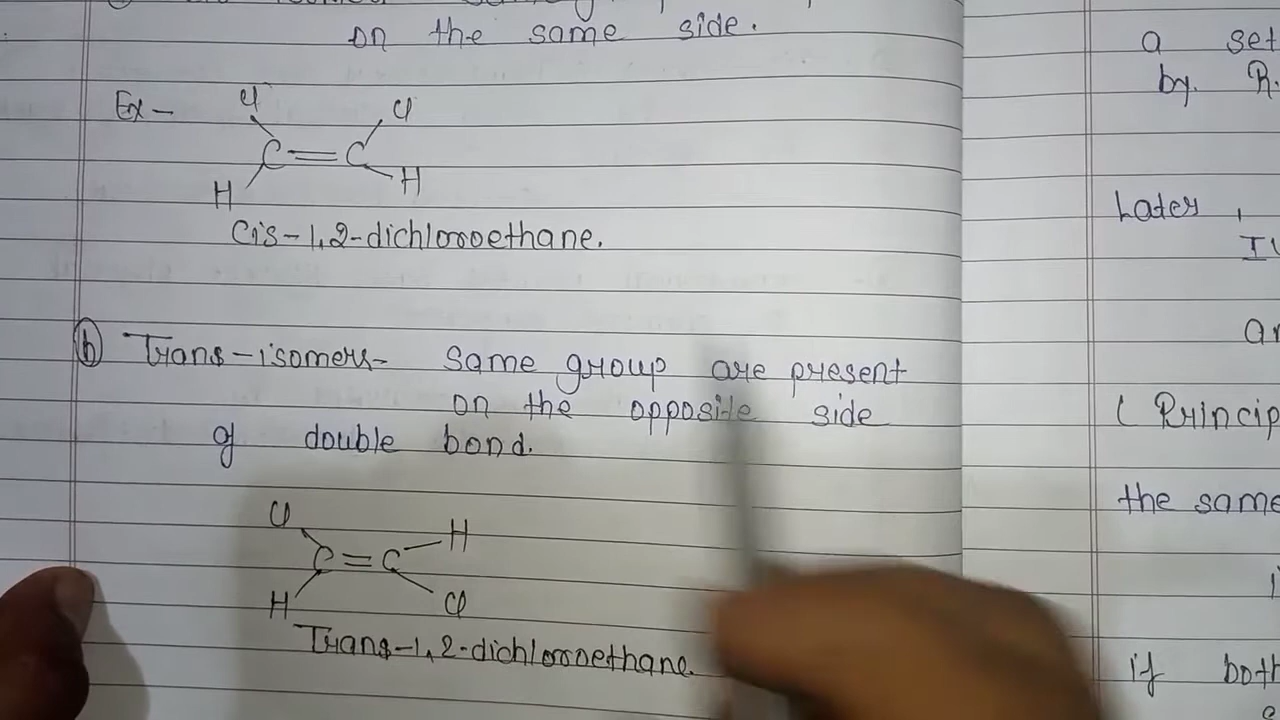 on the same side.
Ex-
Cl Cl
C=C
H H
Cis-1,2-dichloroethane.
(b) Trans-isomers- Same group are present
on the opposite side
of double bond.
Cl H
C=C
H Cl
Trans-1,2-dichloroethane.
a set
by. R.
Later,
(Princip
the same
if both